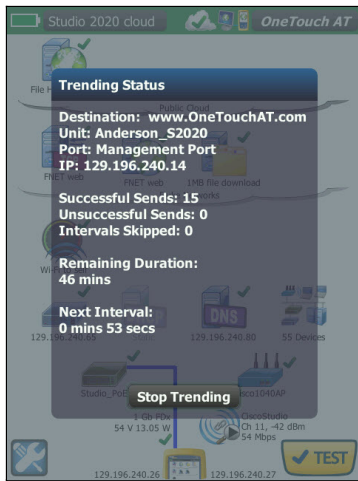 Studio 2020 cloud
OneTouch AT
File H
Trending Status
Public Cloud
Destination: www.OneTouchAT.com
Unit: Anderson_S2020
Port: Management Port
IP: 129.196.240.14
FNET web
FNET web
1MB file download
works
Successful Sends: 15
Unsuccessful Sends: 0
Intervals Skipped: 0
Remaining Duration:
46 mins
Next Interval:
0 mins 53 secs
DNS
129.196.240.65
129.196.240.80
55 Devices
Studio_PoE
Cisco1040AP
Stop Trending
1 Gb FDx
54 V 13.05 W
CiscoStudio
Ch 11, -42 dBm
54 Mbps
TEST
129.196.240.26
129.196.240.27